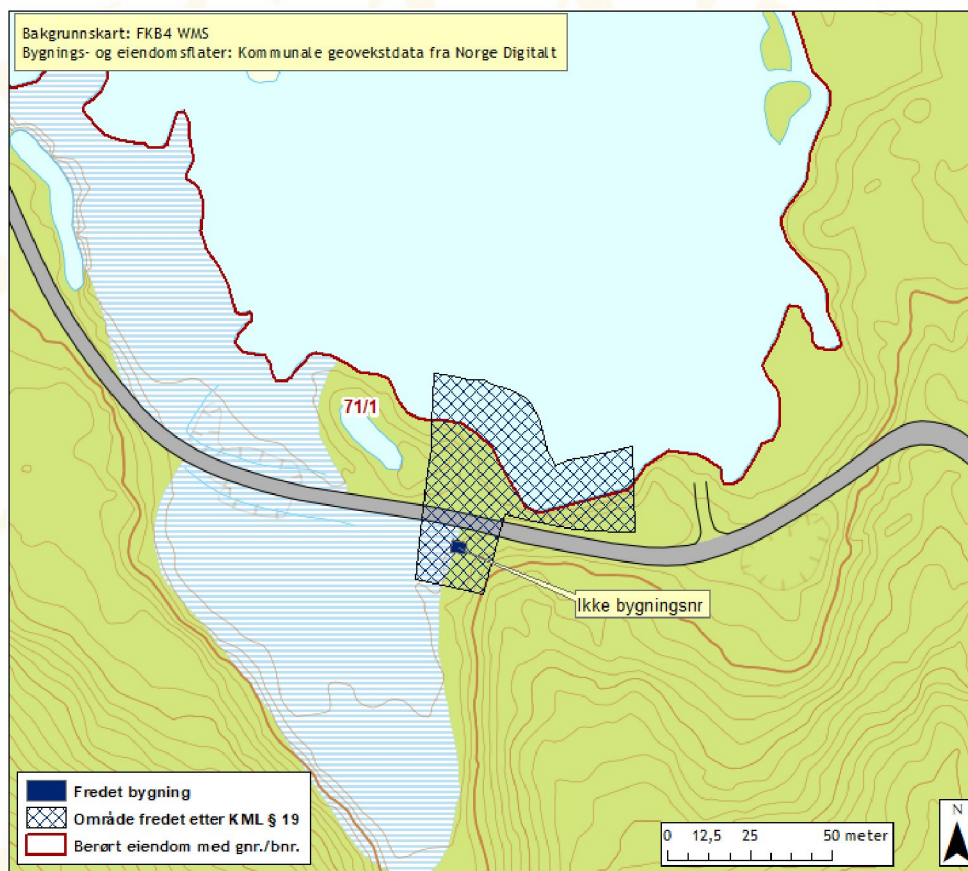 Bakgrunnskart: FKB4 WMS
Bygnings- og eiendomsflater: Kommunale geovekstdata fra Norge Digitalt
71/1
Ikke bygningsnr
Fredet bygning
Område fredet etter KML § 19
Berørt eiendom med gnr./bnr.
0 12,5 25 50 meter
N